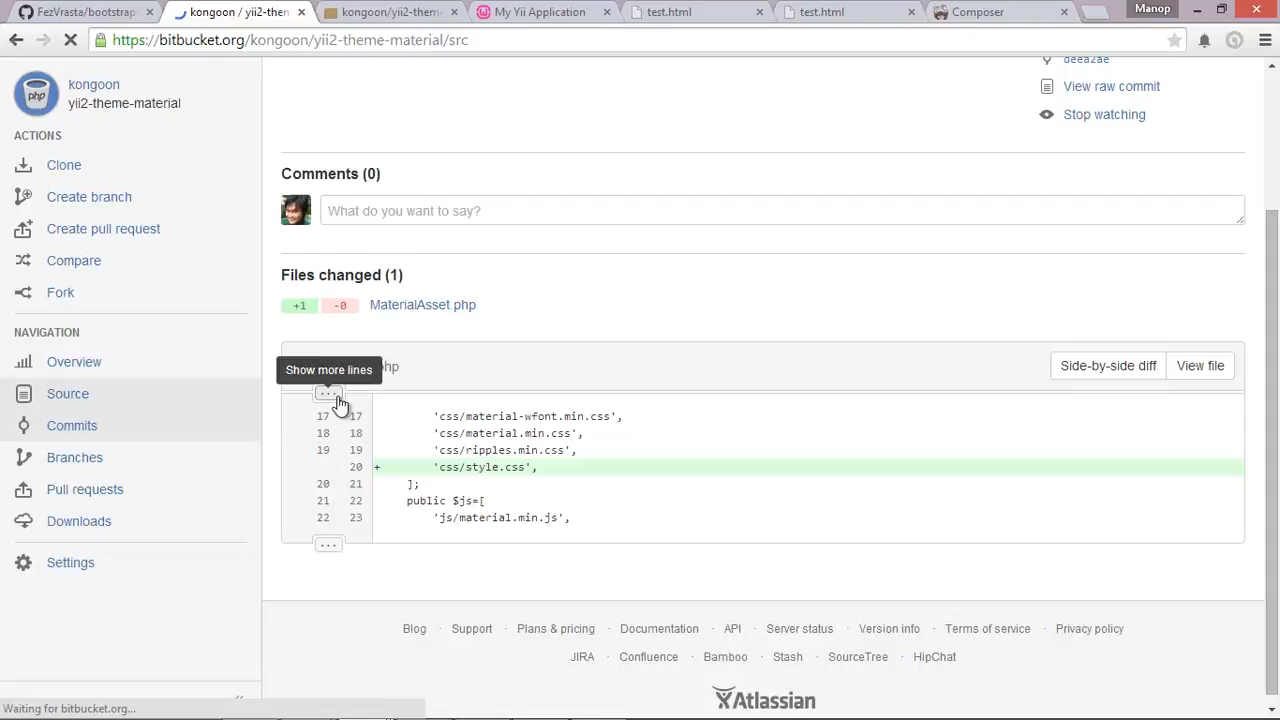 FezVrasta/bootstrap-
kongoon / yii2-them
kongoon/yii2-theme
My Yii Application
test.html
test.html
Composer
Manop
https://bitbucket.org/kongoon/yii2-theme-material/src
kongoon
yii2-theme-material
ACTIONS
Clone
Create branch
Create pull request
Compare
Fork
NAVIGATION
Overview
Source
Commits
Branches
Pull requests
Downloads
Settings
deea2ae
View raw commit
Stop watching
Comments (0)
What do you want to say?
Files changed (1)
+1 -0 MaterialAsset.php
Show more lines
hp
Side-by-side diff
View file
...
17 17 'css/material-wfont.min.css',
18 18 'css/material.min.css',
19 19 'css/ripples.min.css',
20 + 'css/style.css',
20 21 ];
21 22 public $js=[
22 23 'js/material.min.js',
...
Blog · Support · Plans & pricing · Documentation · API · Server status · Version info · Terms of service · Privacy policy
JIRA · Confluence · Bamboo · Stash · SourceTree · HipChat
Atlassian
Waiting for bitbucket.org...
php